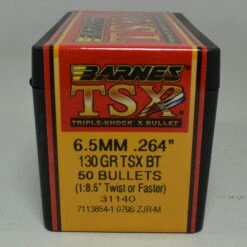 BARNES
TSX
TRIPLE-SHOCK X BULLET
6.5MM .264"
130 GR TSX BT
50 BULLETS
(1:8.5" Twist or Faster)
31140
7113854-1 079S ZJR-M